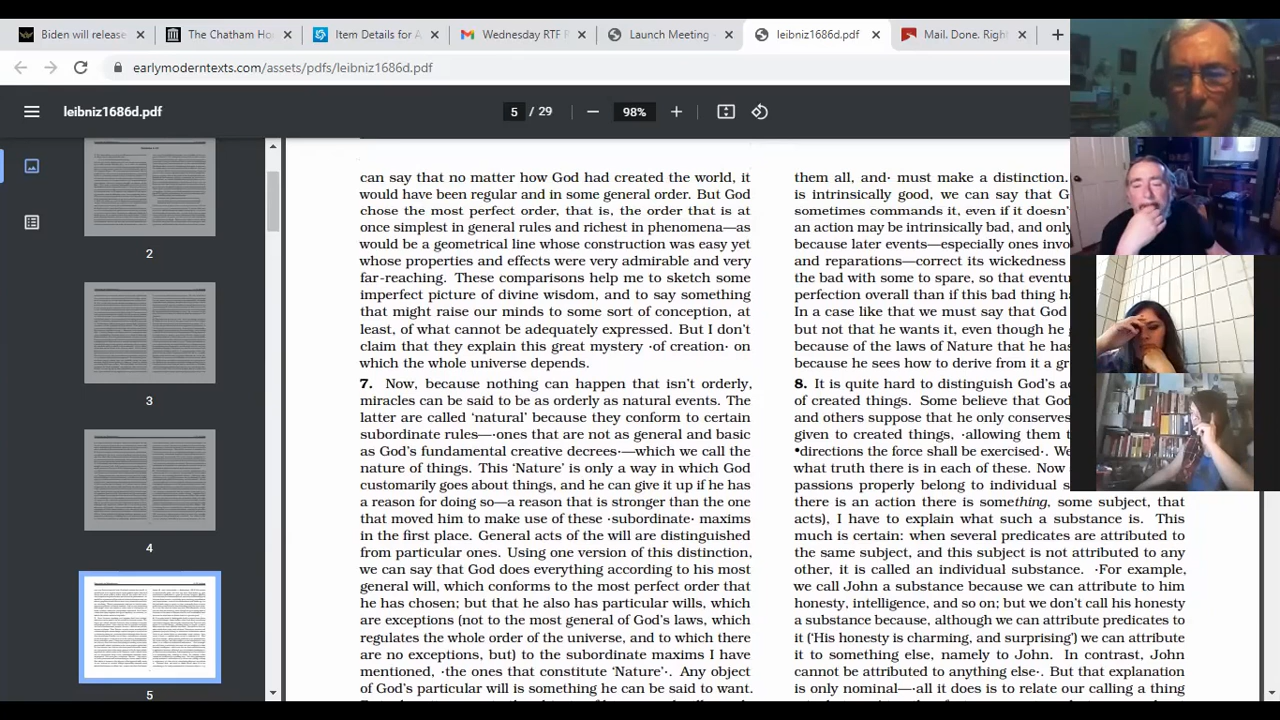 Biden will release
The Chatham Ho
Item Details for A
Wednesday RTF R
Launch Meeting -
leibniz1686d.pdf
Mail. Done. Righ
earlymoderntexts.com/assets/pdfs/leibniz1686d.pdf
leibniz1686d.pdf
5 / 29
98%
2
3
4
5
can say that no matter how God had created the world, it
would have been regular and in some general order. But God
chose the most perfect order, that is, the order that is at
once simplest in general rules and richest in phenomena—as
would be a geometrical line whose construction was easy yet
whose properties and effects were very admirable and very
far-reaching. These comparisons help me to sketch some
imperfect picture of divine wisdom, and to say something
that might raise our minds to some sort of conception, at
least, of what cannot be adequately expressed. But I don't
claim that they explain this great mystery ·of creation· on
which the whole universe depends.
7. Now, because nothing can happen that isn't orderly,
miracles can be said to be as orderly as natural events. The
latter are called 'natural' because they conform to certain
subordinate rules—·ones that are not as general and basic
as God's fundamental creative decrees·—which we call the
nature of things. This 'Nature' is only a way in which God
customarily goes about things, and he can give it up if he has
a reason for doing so—a reason that is stronger than the one
that moved him to make use of these ·subordinate· maxims
in the first place. General acts of the will are distinguished
from particular ones. Using one version of this distinction,
we can say that God does everything according to his most
general will, which conforms to the most perfect order that
he has chosen; but that he also has particular wills, which
are exceptions (not to the most general of God's laws, which
regulates the whole order of the universe, and to which there
are no exceptions, but) to the subordinate maxims I have
mentioned, ·the ones that constitute 'Nature'·. Any object
of God's particular will is something he can be said to want.
them all, and· must make a distinction.
is intrinsically good, we can say that G
sometimes commands it, even if it doesn'
an action may be intrinsically bad, and only
because later events—especially ones invo
and reparations—correct its wickedness
the bad with some to spare, so that eventu
perfection overall than if this bad thing ha
In a case like that we must say that God
but not that he wants it, even though he
because of the laws of Nature that he has
because he sees how to derive from it a gr
8. It is quite hard to distinguish God's ac
of created things. Some believe that God
and others suppose that he only conserves
given to created things, ·allowing them t
•directions the force shall be exercised·. We
what truth there is in each of these. Now
passions properly belong to individual s
there is an action there is something, some subject, that
acts), I have to explain what such a substance is. This
much is certain: when several predicates are attributed to
the same subject, and this subject is not attributed to any
other, it is called an individual substance. ·For example,
we call John a substance because we can attribute to him
honesty, intelligence, and so on; but we don't call his honesty
a substance because, although we can attribute predicates to
it ('His honesty is charming, and surprising') we can attribute
it to something else, namely to John. In contrast, John
cannot be attributed to anything else·. But that explanation
is only nominal—·all it does is to relate our calling a thing